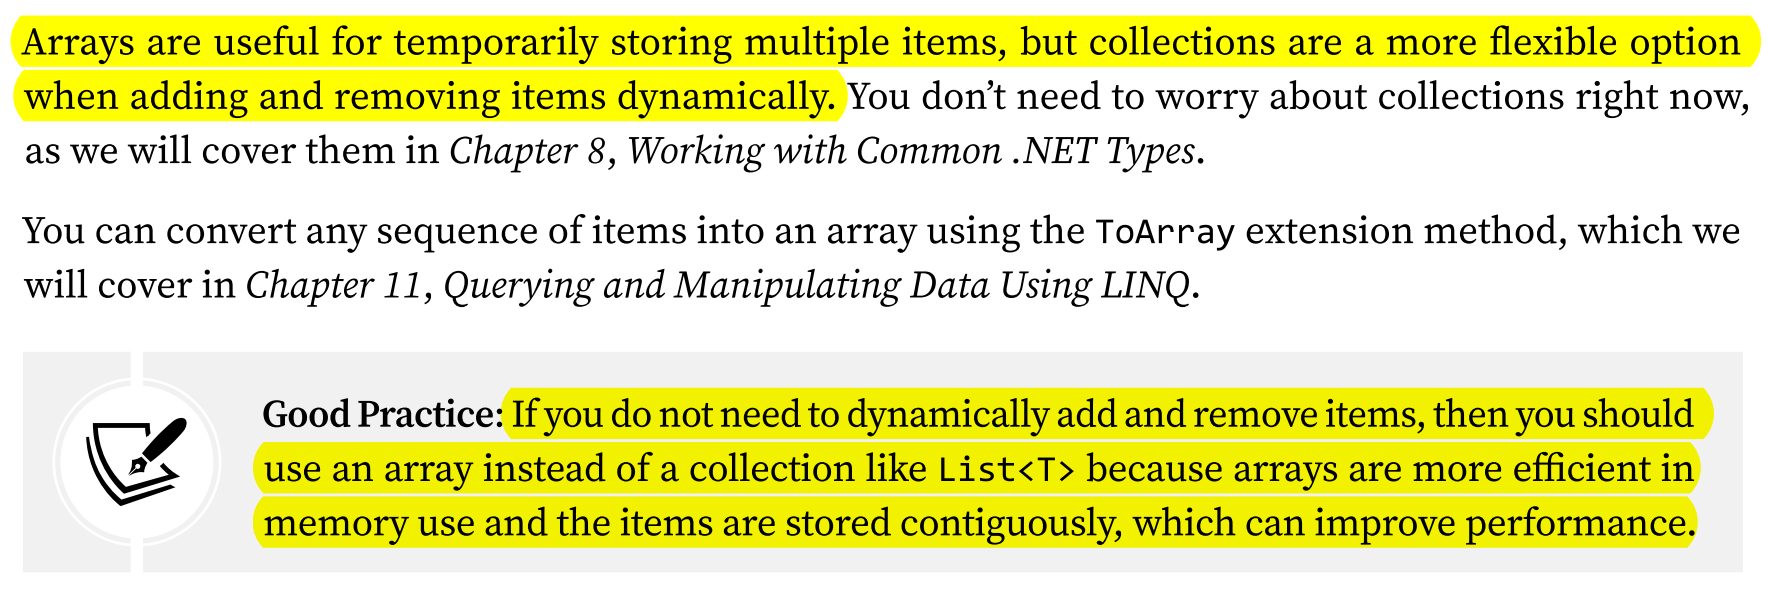 Arrays are useful for temporarily storing multiple items, but collections are a more flexible option
when adding and removing items dynamically. You don’t need to worry about collections right now,
as we will cover them in Chapter 8, Working with Common .NET Types.
You can convert any sequence of items into an array using the ToArray extension method, which we
will cover in Chapter 11, Querying and Manipulating Data Using LINQ.
Good Practice: If you do not need to dynamically add and remove items, then you should
use an array instead of a collection like List<T> because arrays are more efficient in
memory use and the items are stored contiguously, which can improve performance.